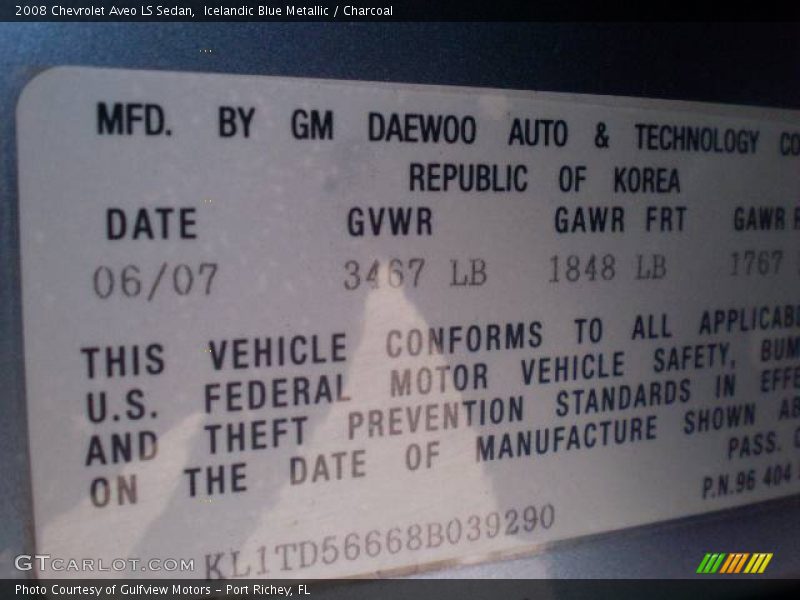 2008 Chevrolet Aveo LS Sedan,  Icelandic Blue Metallic / Charcoal
MFD. BY GM DAEWOO AUTO & TECHNOLOGY CO
REPUBLIC OF KOREA
DATE GVWR GAWR FRT GAWR
06/07 3467 LB 1848 LB 1767
THIS VEHICLE CONFORMS TO ALL
U.S. FEDERAL MOTOR VEHICLE SAFETY,
AND THEFT PREVENTION STANDARDS IN
ON THE DATE OF MANUFACTURE SHOWN
PASS.
P.N.96 404
KL1TD56668B039290
GTcarlot.com
Photo Courtesy of Gulfview Motors – Port Richey, FL